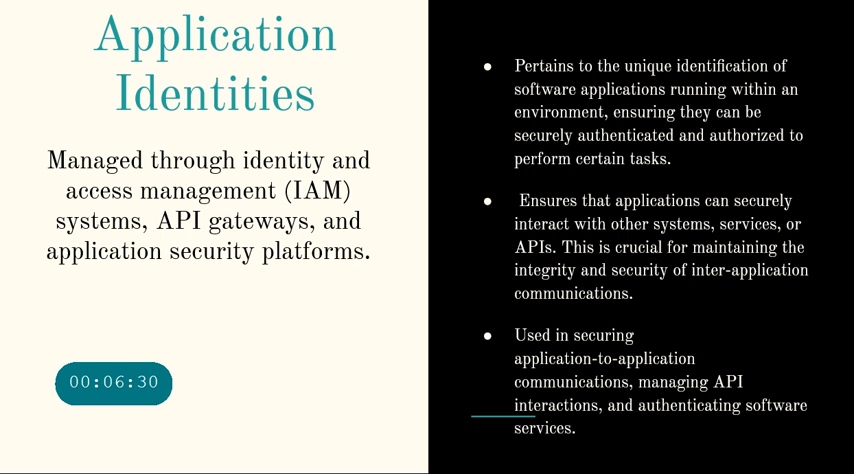 Application
Identities
Managed through identity and
access management (IAM)
systems, API gateways, and
application security platforms.
00:06:30
● Pertains to the unique identification of
software applications running within an
environment, ensuring they can be
securely authenticated and authorized to
perform certain tasks.
● Ensures that applications can securely
interact with other systems, services, or
APIs. This is crucial for maintaining the
integrity and security of inter-application
communications.
● Used in securing
application-to-application
communications, managing API
interactions, and authenticating software
services.